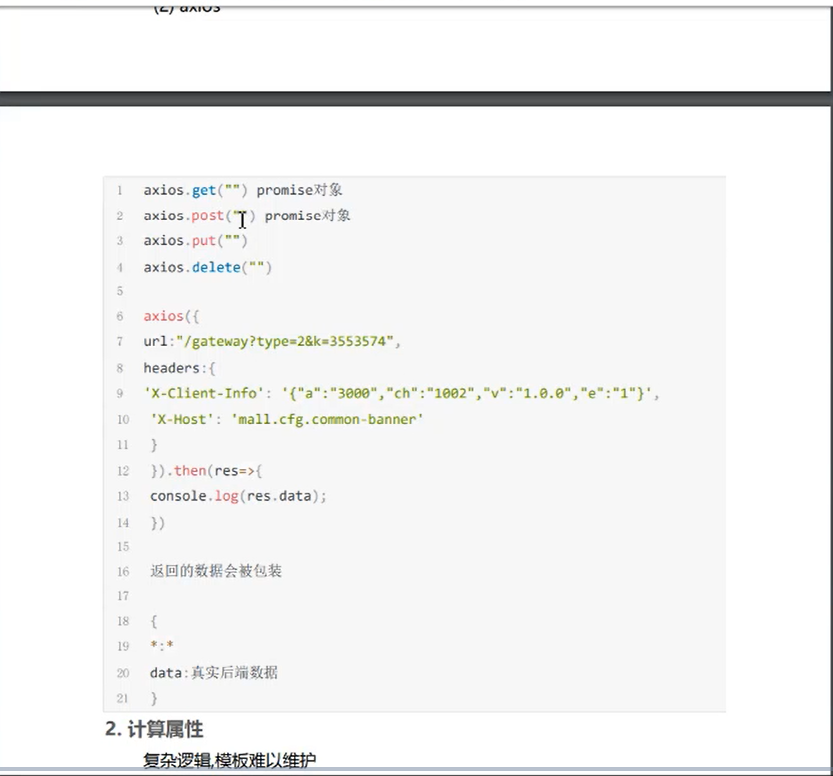 (2) axios
1 axios.get("") promise对象
2 axios.post("") promise对象
3 axios.put("")
4 axios.delete("")
5
6 axios({
7 url:"/gateway?type=2&k=3553574",
8 headers:{
9 'X-Client-Info': '{"a":"3000","ch":"1002","v":"1.0.0","e":"1"}',
10 'X-Host': 'mall.cfg.common-banner'
11 }
12 }).then(res=>{
13 console.log(res.data);
14 })
15
16 返回的数据会被包装
17
18 {
19 *:*
20 data:真实后端数据
21 }
2. 计算属性
复杂逻辑,模板难以维护